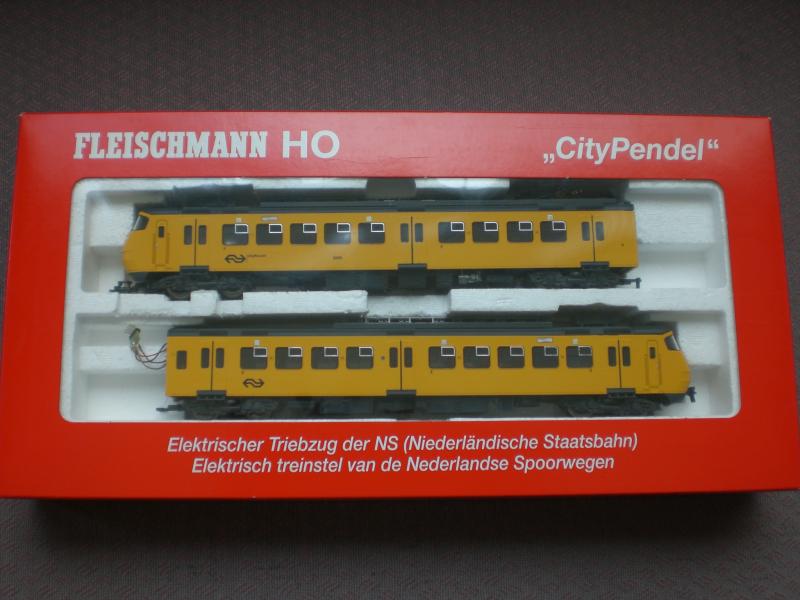 FLEISCHMANN HO
„CityPendel“
Elektrischer Triebzug der NS (Niederländische Staatsbahn)
Elektrisch treinstel van de Nederlandse Spoorwegen